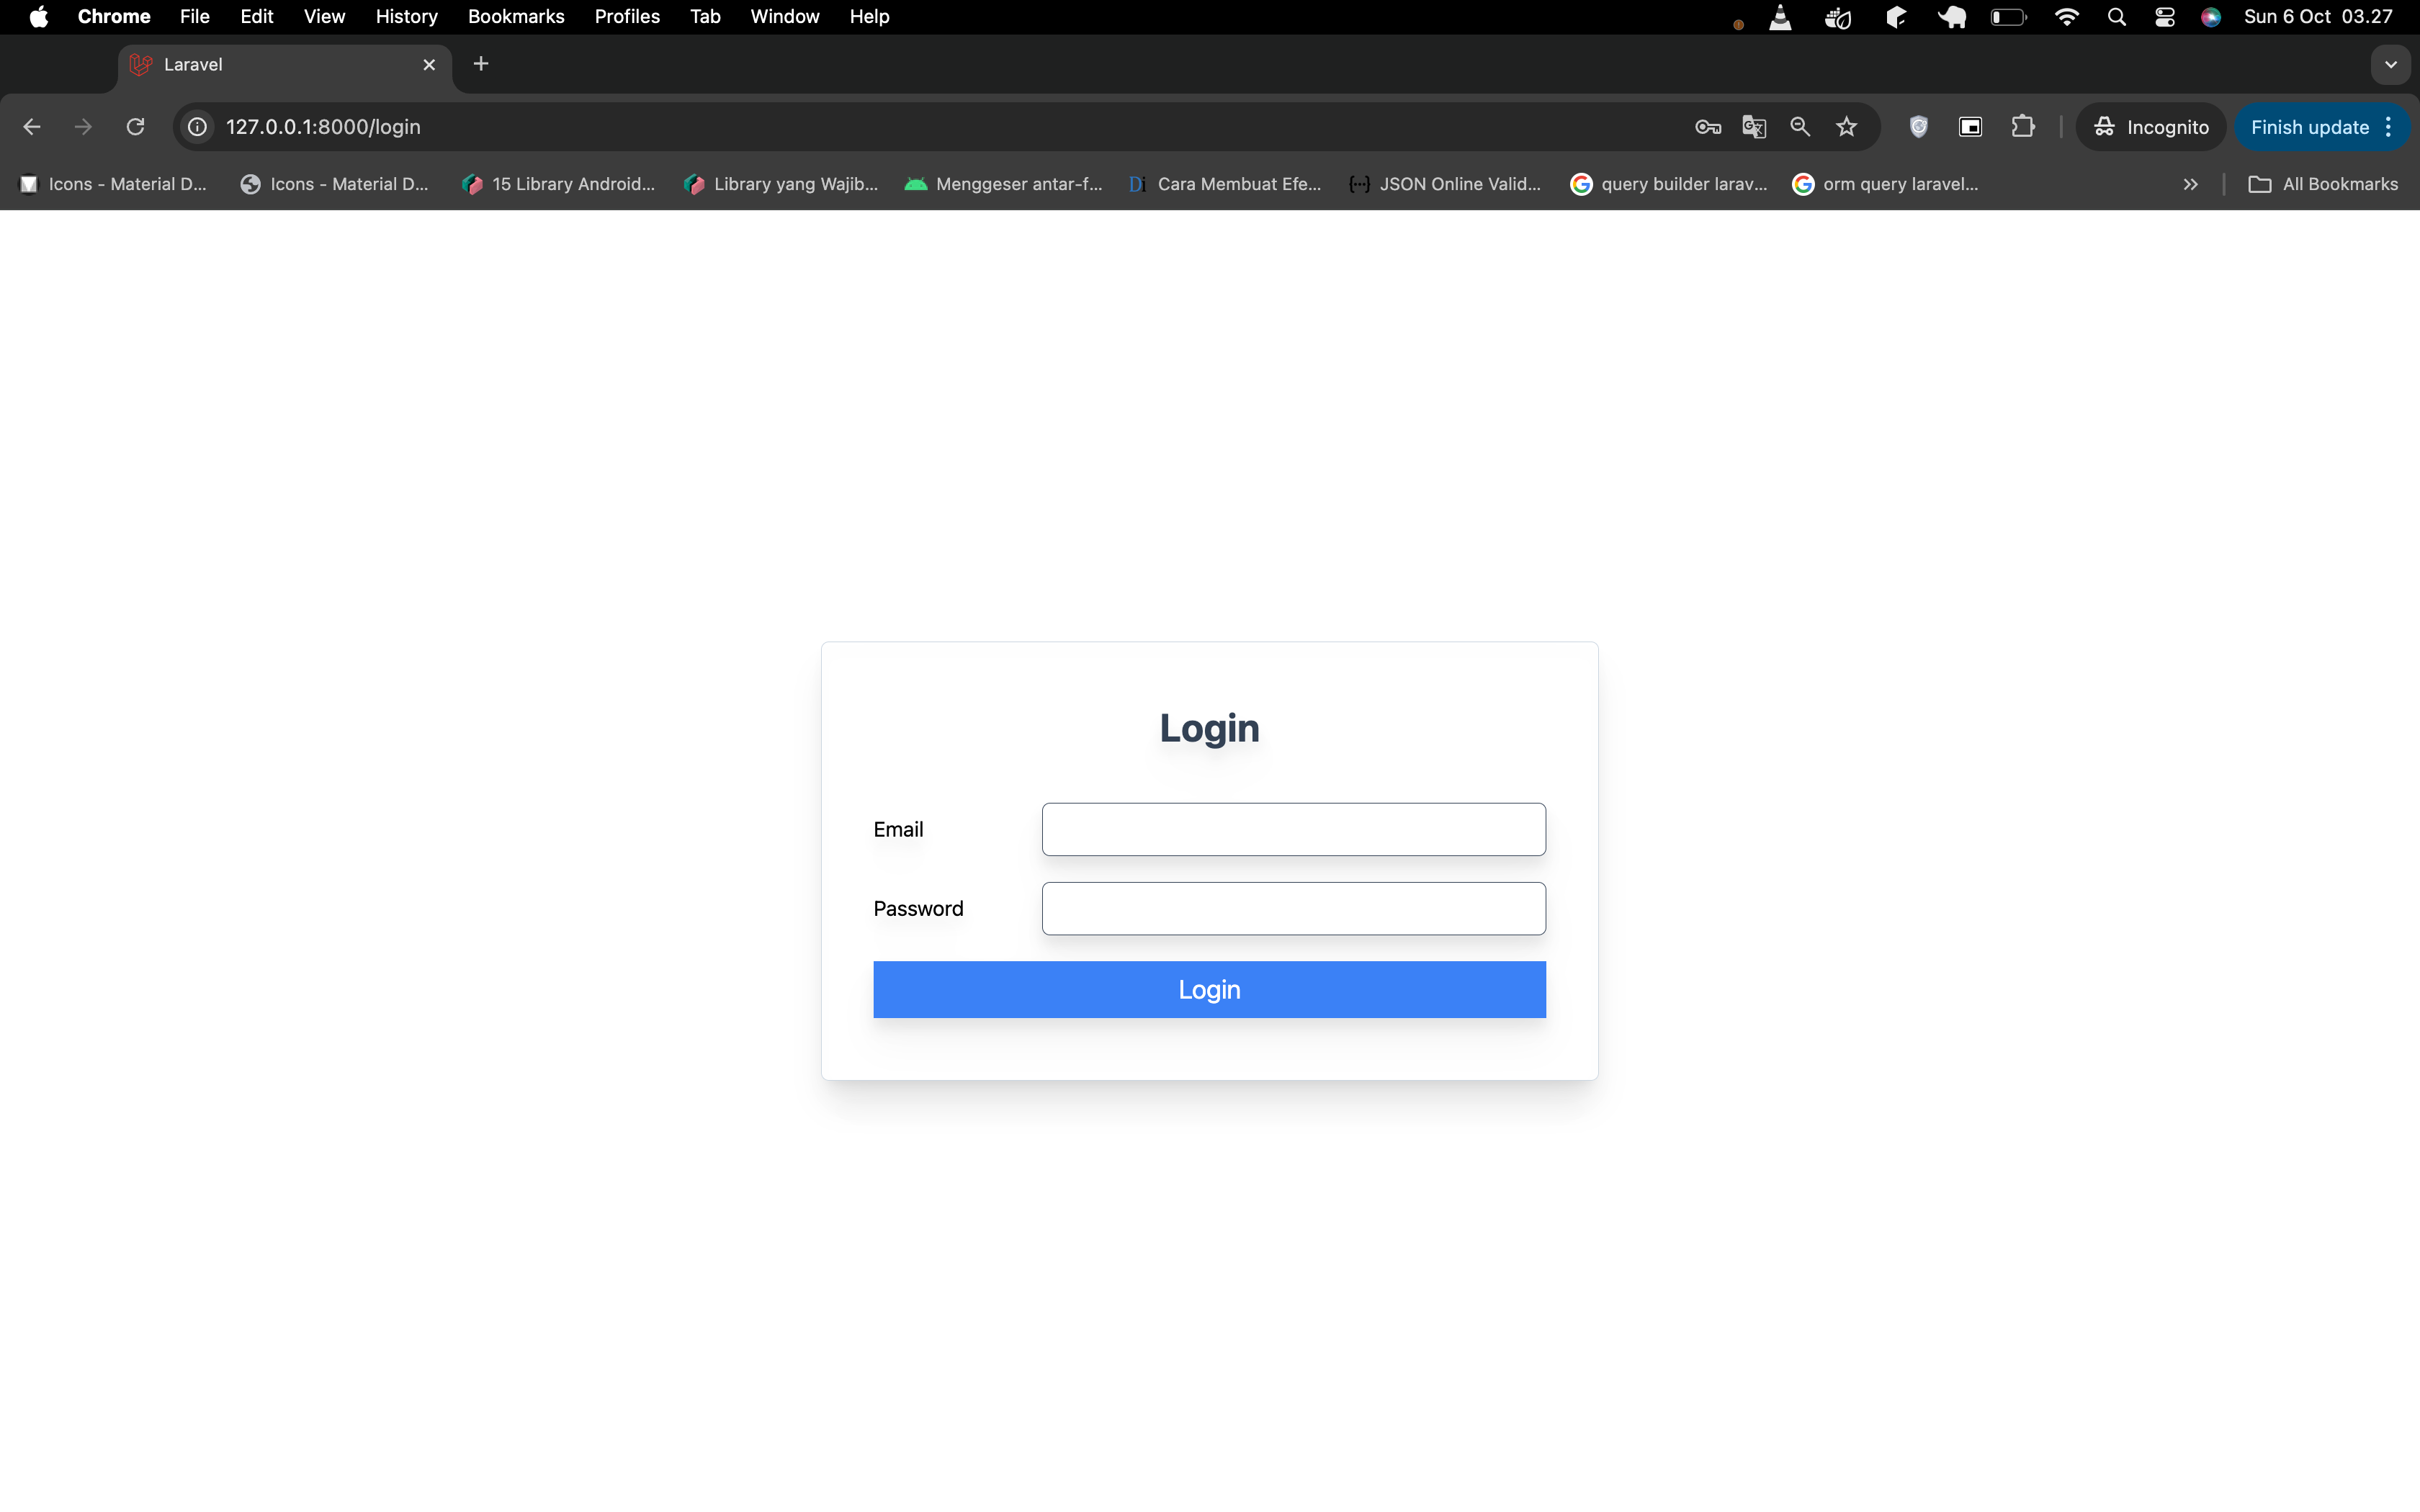 Chrome File Edit View History Bookmarks Profiles Tab Window Help Sun 6 Oct 03.27
Laravel
127.0.0.1:8000/login Incognito Finish update
Icons - Material D... Icons - Material D... 15 Library Android... Library yang Wajib... Menggeser antar-f... Di Cara Membuat Efe... JSON Online Valid... query builder larav... orm query laravel... All Bookmarks
Login
Email
Password
Login